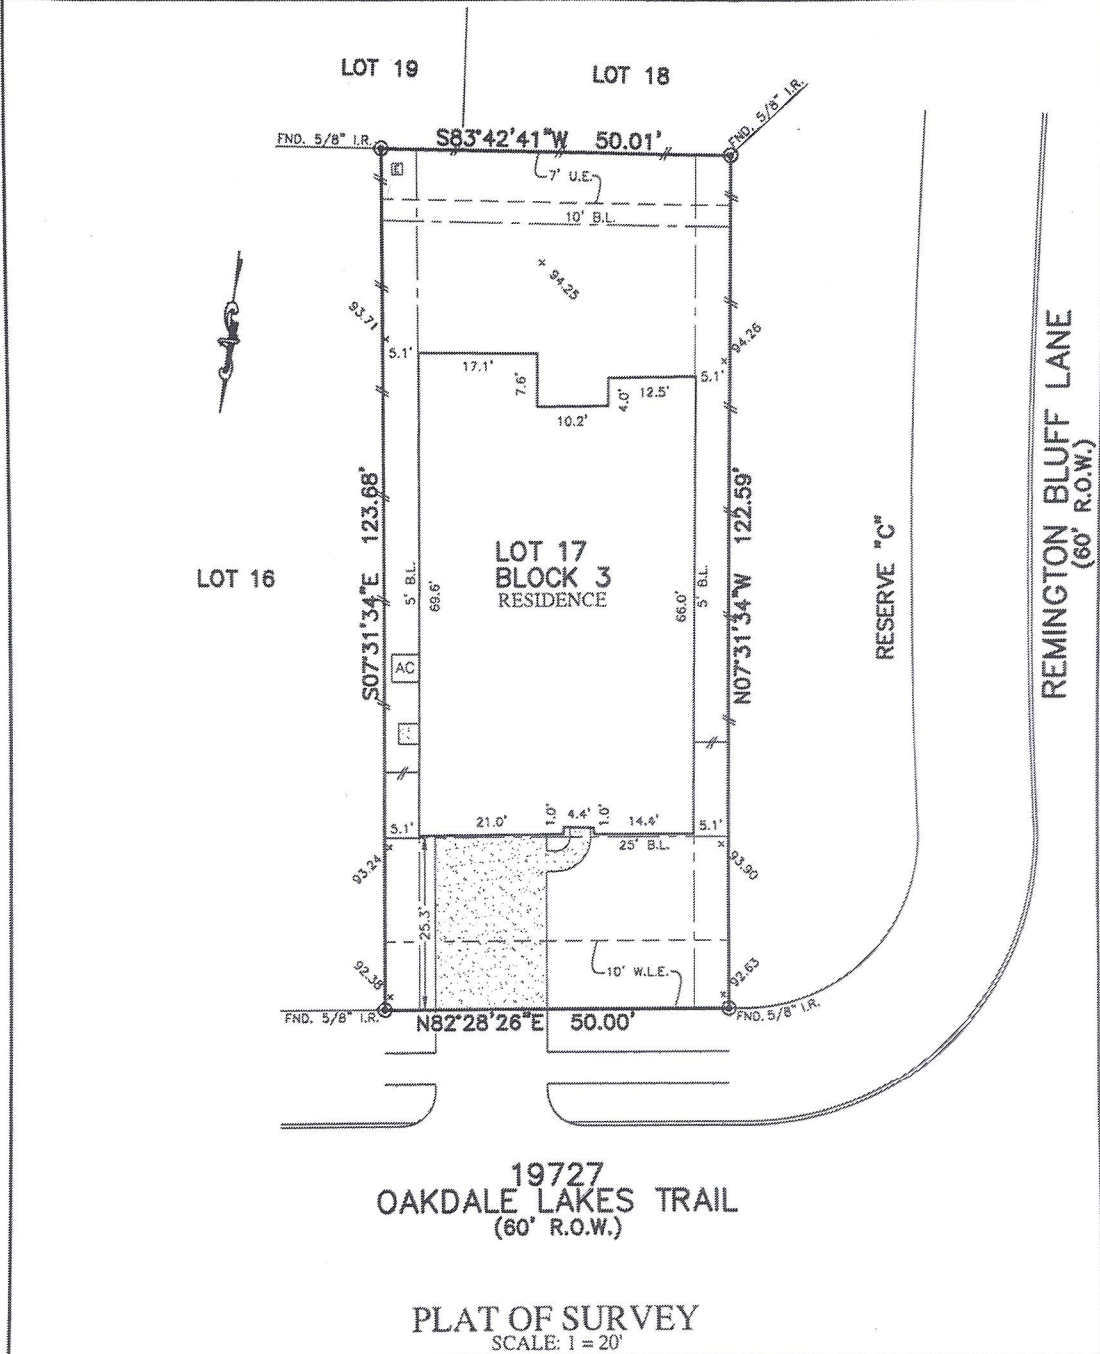 LOT 19
LOT 18
FND. 5/8" I.R.
S83°42'41"W 50.01'
FND. 5/8" I.R.
E
7' U.E.
10' B.L.
94.25
93.71
94.26
5.1'
17.1'
7.6'
10.2'
4.0'
12.5'
5.1'
S07°31'34"E 123.68'
N07°31'34"W 122.59'
LOT 16
5' B.L.
69.6'
LOT 17
BLOCK 3
RESIDENCE
66.0'
5' B.L.
RESERVE "C"
REMINGTON BLUFF LANE
(60' R.O.W.)
AC
5.1'
21.0'
1.0'
4.4'
1.0'
14.4'
5.1'
25' B.L.
93.24
93.90
25.3'
92.38
10' W.L.E.
92.63
FND. 5/8" I.R.
N82°28'26"E 50.00'
FND. 5/8" I.R.
19727
OAKDALE LAKES TRAIL
(60' R.O.W.)
PLAT OF SURVEY
SCALE: 1 = 20'